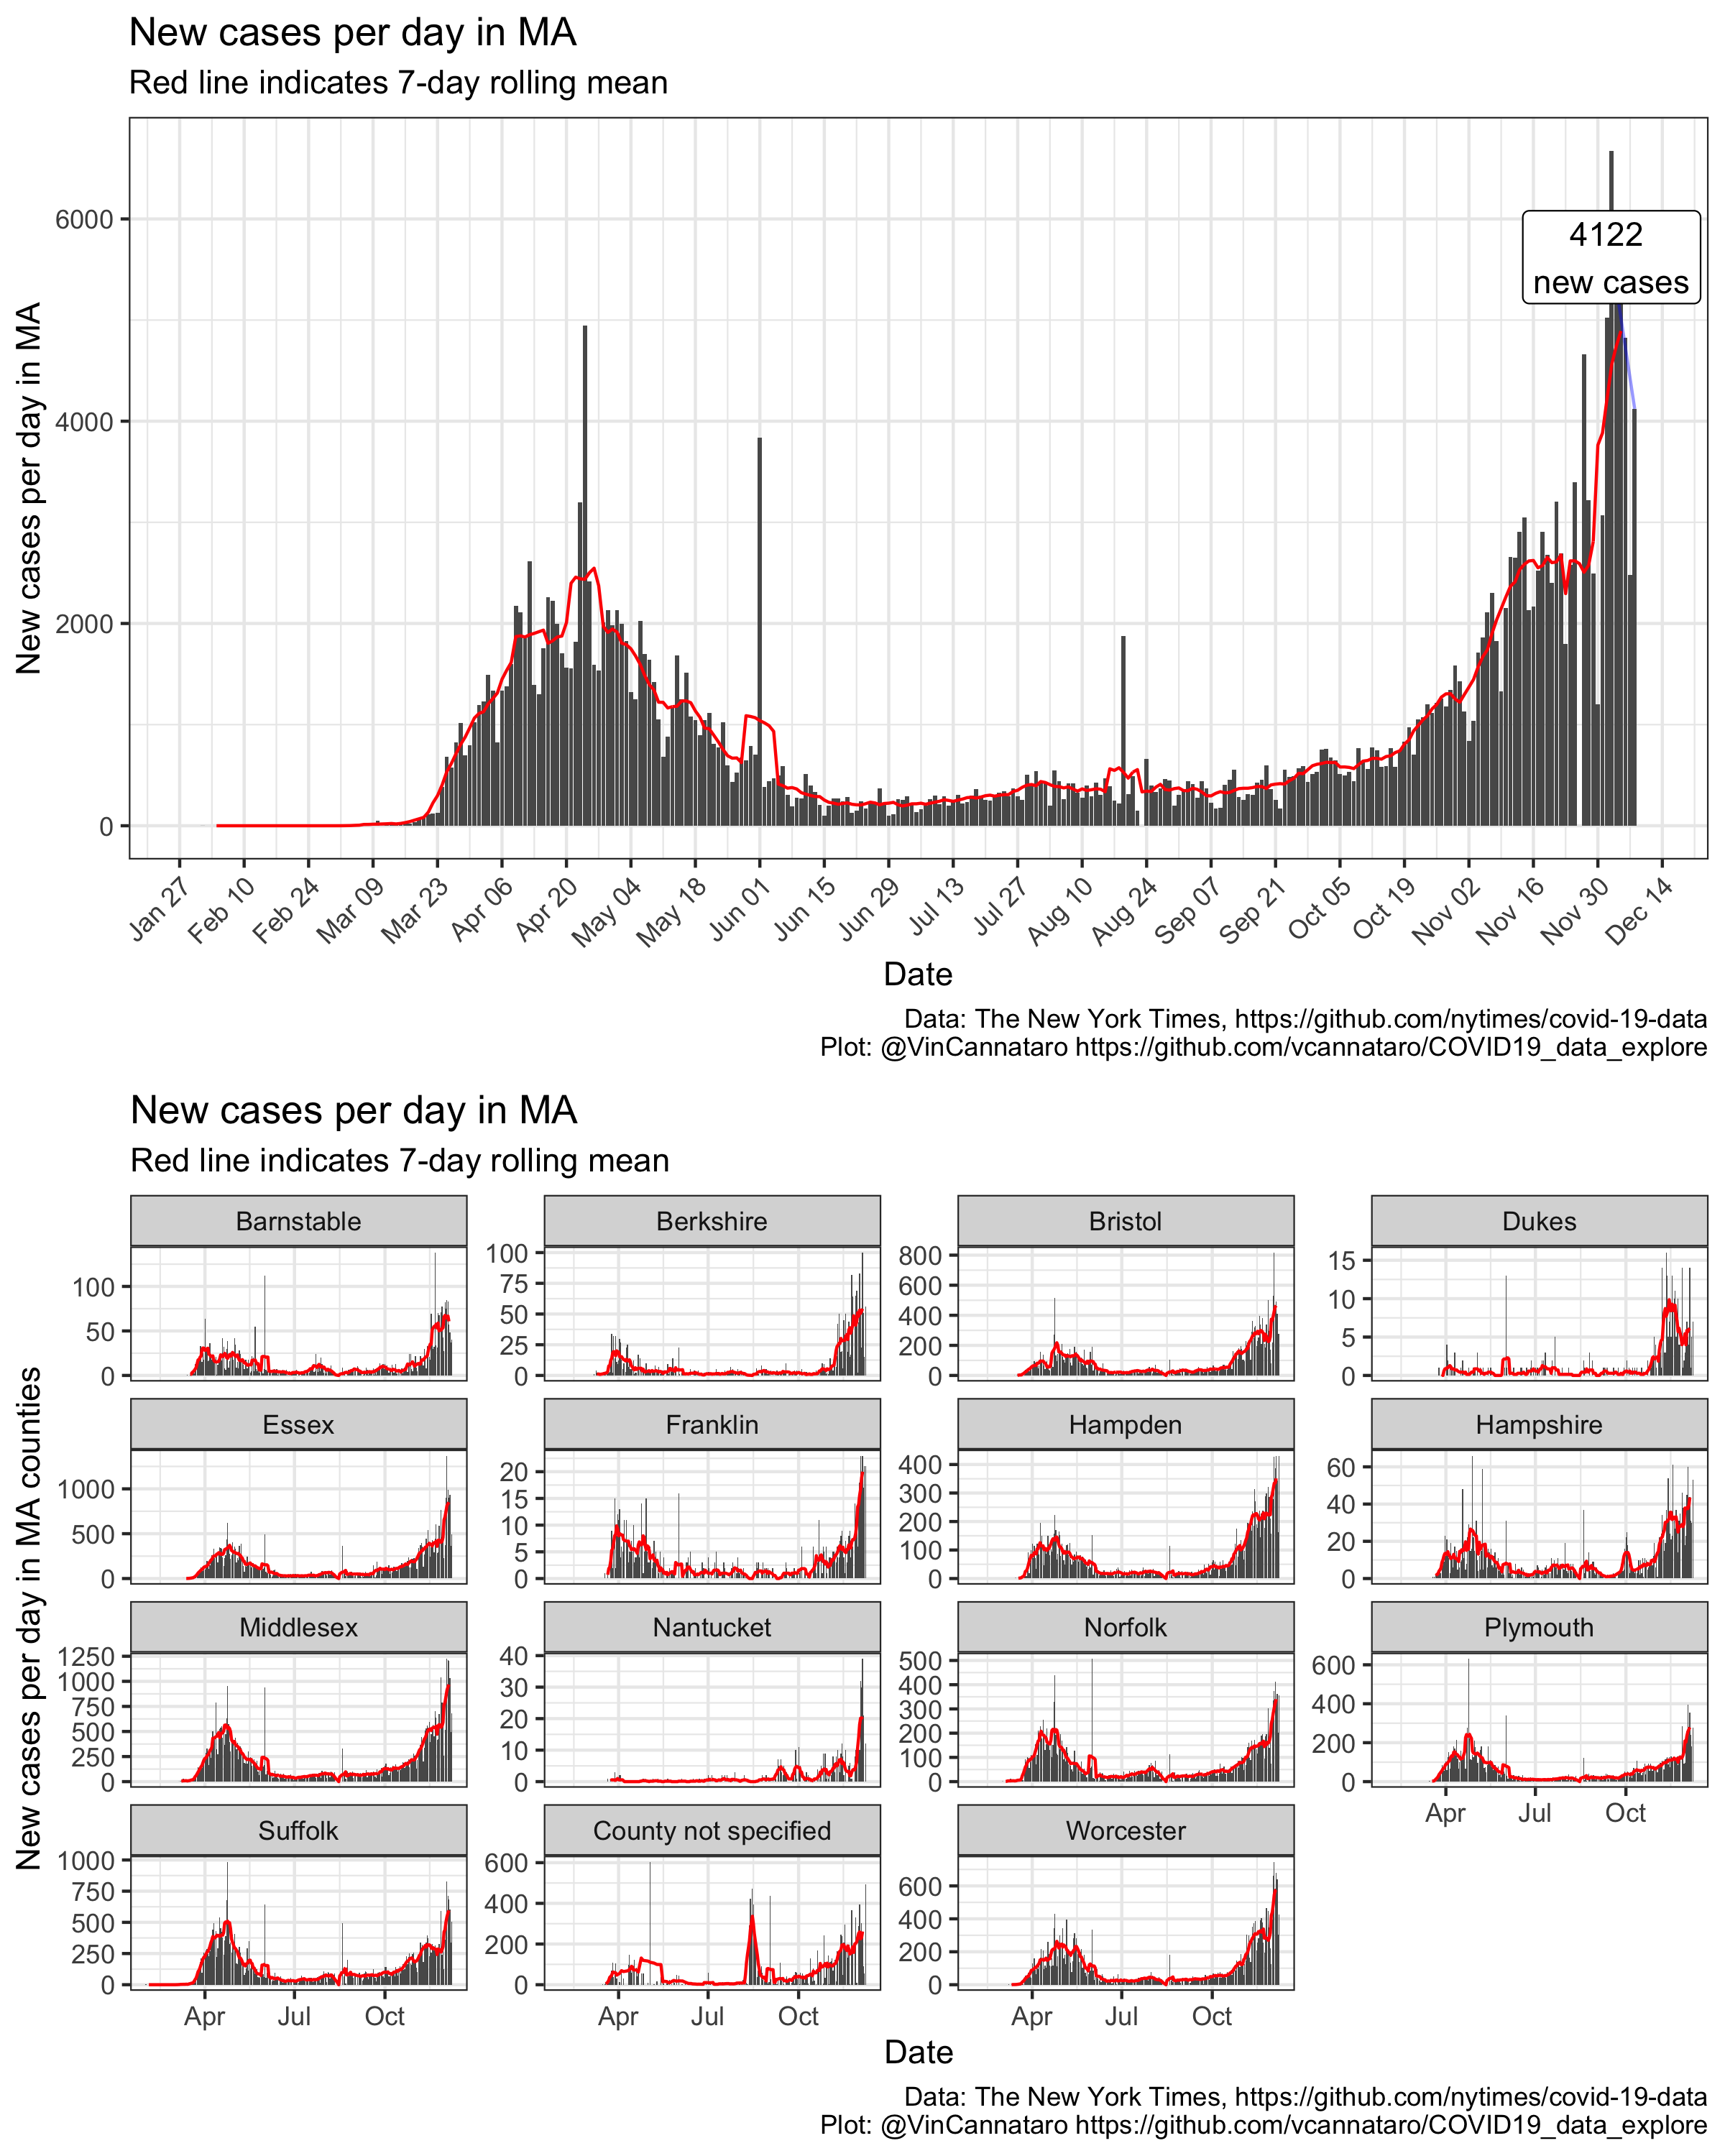 New cases per day in MA
Red line indicates 7-day rolling mean
New cases per day in MA
6000
4000
2000
0
4122
new cases
Jan 27
Feb 10
Feb 24
Mar 09
Mar 23
Apr 06
Apr 20
May 04
May 18
Jun 01
Jun 15
Jun 29
Jul 13
Jul 27
Aug 10
Aug 24
Sep 07
Sep 21
Oct 05
Oct 19
Nov 02
Nov 16
Nov 30
Dec 14
Date
Data: The New York Times, https://github.com/nytimes/covid-19-data
Plot: @VinCannataro https://github.com/vcannataro/COVID19_data_explore
New cases per day in MA
Red line indicates 7-day rolling mean
New cases per day in MA counties
Barnstable
100
50
0
Berkshire
100
75
50
25
0
Bristol
800
600
400
200
0
Dukes
15
10
5
0
Essex
1000
500
0
Franklin
20
15
10
5
0
Hampden
400
300
200
100
0
Hampshire
60
40
20
0
Middlesex
1250
1000
750
500
250
0
Nantucket
40
30
20
10
0
Norfolk
500
400
300
200
100
0
Plymouth
600
400
200
0
Apr Jul Oct
Suffolk
1000
750
500
250
0
Apr Jul Oct
County not specified
600
400
200
0
Apr Jul Oct
Worcester
600
400
200
0
Apr Jul Oct
Date
Data: The New York Times, https://github.com/nytimes/covid-19-data
Plot: @VinCannataro https://github.com/vcannataro/COVID19_data_explore